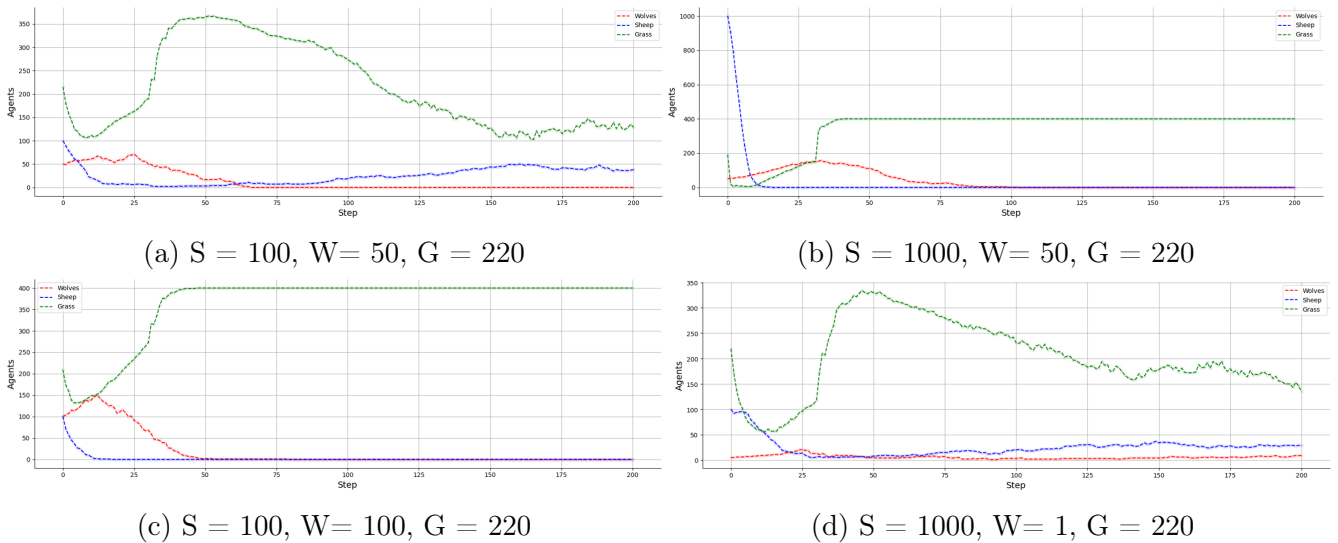 Agents
350
300
250
200
150
100
50
0
0
25
50
75
100
125
150
175
200
Step
Wolves
Sheep
Grass
(a) S = 100, W= 50, G = 220
Agents
1000
800
600
400
200
0
0
25
50
75
100
125
150
175
200
Step
Wolves
Sheep
Grass
(b) S = 1000, W= 50, G = 220
Agents
400
350
300
250
200
150
100
50
0
0
25
50
75
100
125
150
175
200
Step
Wolves
Sheep
Grass
(c) S = 100, W= 100, G = 220
Agents
350
300
250
200
150
100
50
0
0
25
50
75
100
125
150
175
200
Step
Wolves
Sheep
Grass
(d) S = 1000, W= 1, G = 220